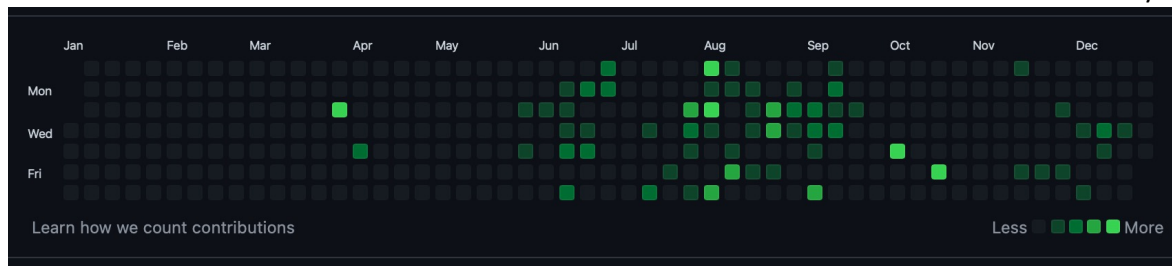 Jan Feb Mar Apr May Jun Jul Aug Sep Oct Nov Dec
Mon
Wed
Fri
Learn how we count contributions
Less More